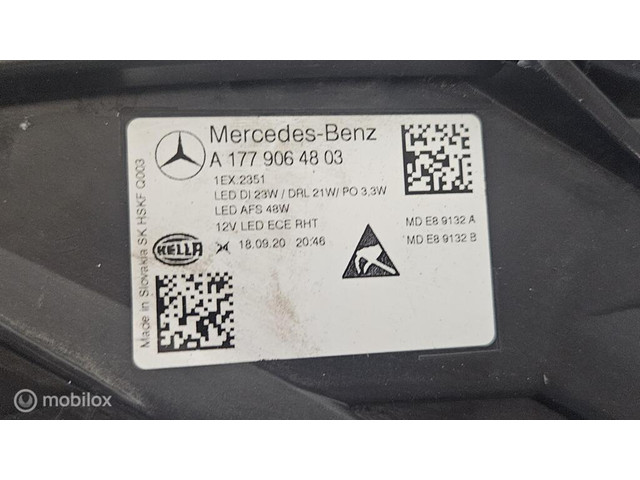 Mercedes-Benz
A 177 906 48 03
1EX.2351
LED DI 23W / DRL 21W/ PO 3,3W
LED AFS 48W
12V LED ECE RHT
HELLA
18.09.20 20:46
MD E8 9132 A
MD E8 9132 B
Made in Slovakia SK HSKF Q003
mobilox